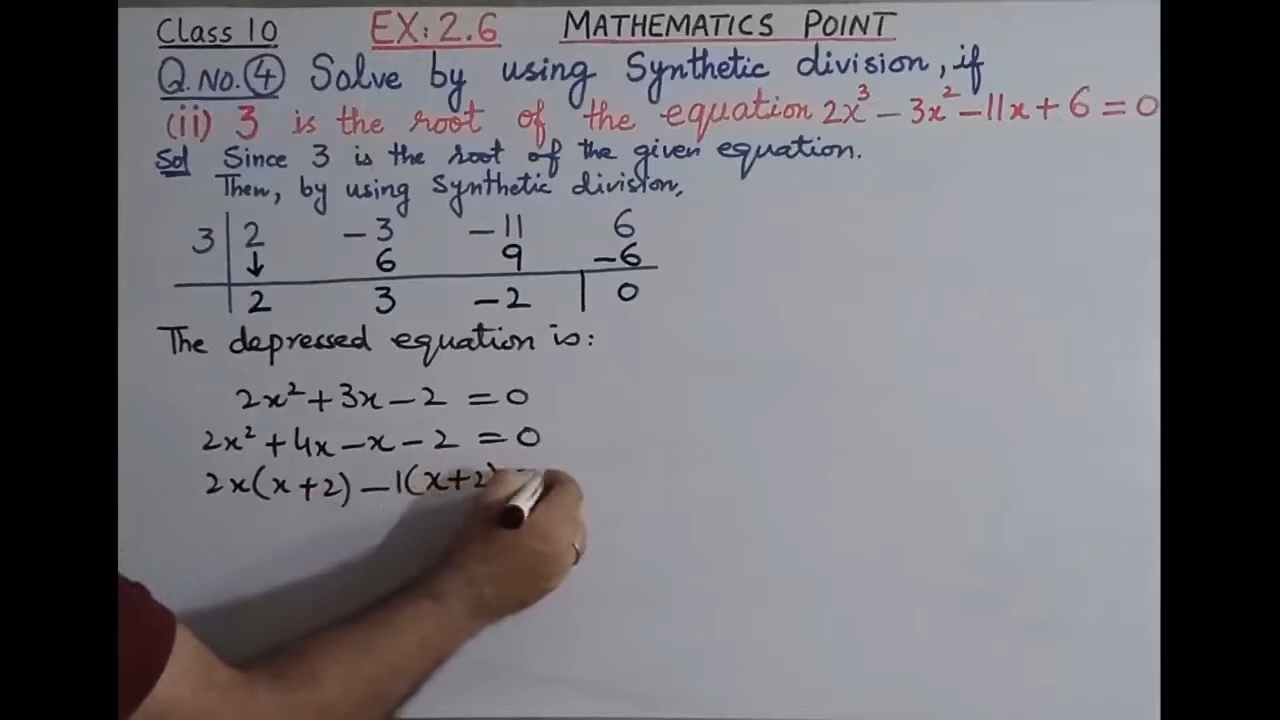 Class 10 EX: 2.6 MATHEMATICS POINT
Q.NO.④ Solve by using Synthetic division, if
(ii) 3 is the root of the equation 2x³ - 3x² - 11x + 6 = 0
Sol Since 3 is the root of the given equation.
Then, by using Synthetic division,
3 | 2 -3 -11 6
↓ 6 9 -6
2 3 -2 | 0
The depressed equation is:
2x² + 3x - 2 = 0
2x² + 4x - x - 2 = 0
2x(x+2) - 1(x+2)